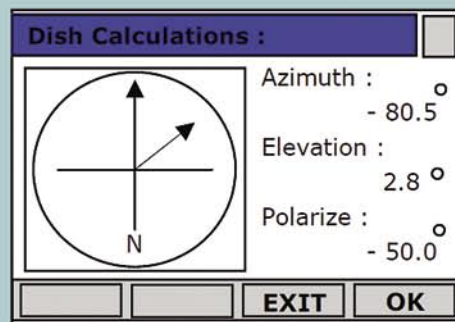 Dish Calculations :
Azimuth :
- 80.5°
Elevation :
2.8 °
Polarize :
- 50.0°
N
EXIT OK